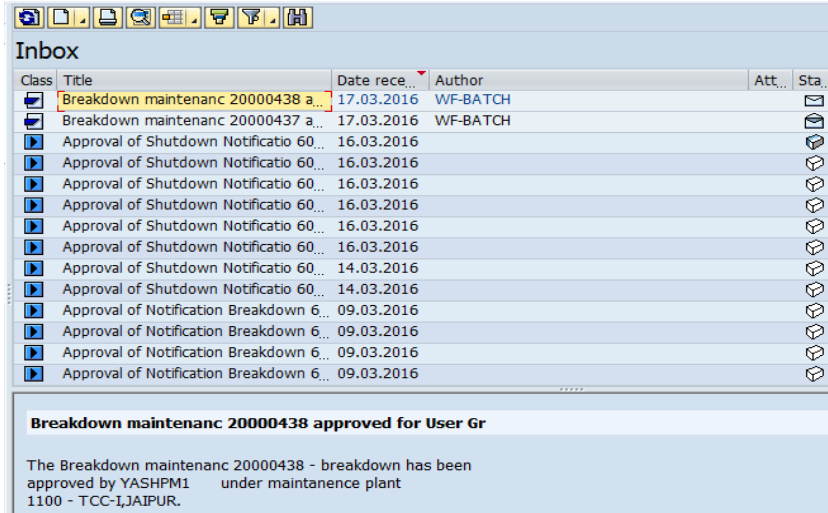 Inbox
Class Title Date rece... Author Att... Sta...
Breakdown maintenanc 20000438 a... 17.03.2016 WF-BATCH
Breakdown maintenanc 20000437 a... 17.03.2016 WF-BATCH
Approval of Shutdown Notificatio 60... 16.03.2016
Approval of Shutdown Notificatio 60... 16.03.2016
Approval of Shutdown Notificatio 60... 16.03.2016
Approval of Shutdown Notificatio 60... 16.03.2016
Approval of Shutdown Notificatio 60... 16.03.2016
Approval of Shutdown Notificatio 60... 16.03.2016
Approval of Shutdown Notificatio 60... 14.03.2016
Approval of Shutdown Notificatio 60... 14.03.2016
Approval of Notification Breakdown 6... 09.03.2016
Approval of Notification Breakdown 6... 09.03.2016
Approval of Notification Breakdown 6... 09.03.2016
Approval of Notification Breakdown 6... 09.03.2016
Breakdown maintenanc 20000438 approved for User Gr
The Breakdown maintenanc 20000438 - breakdown has been
approved by YASHPM1 under maintanence plant
1100 - TCC-I,JAIPUR.